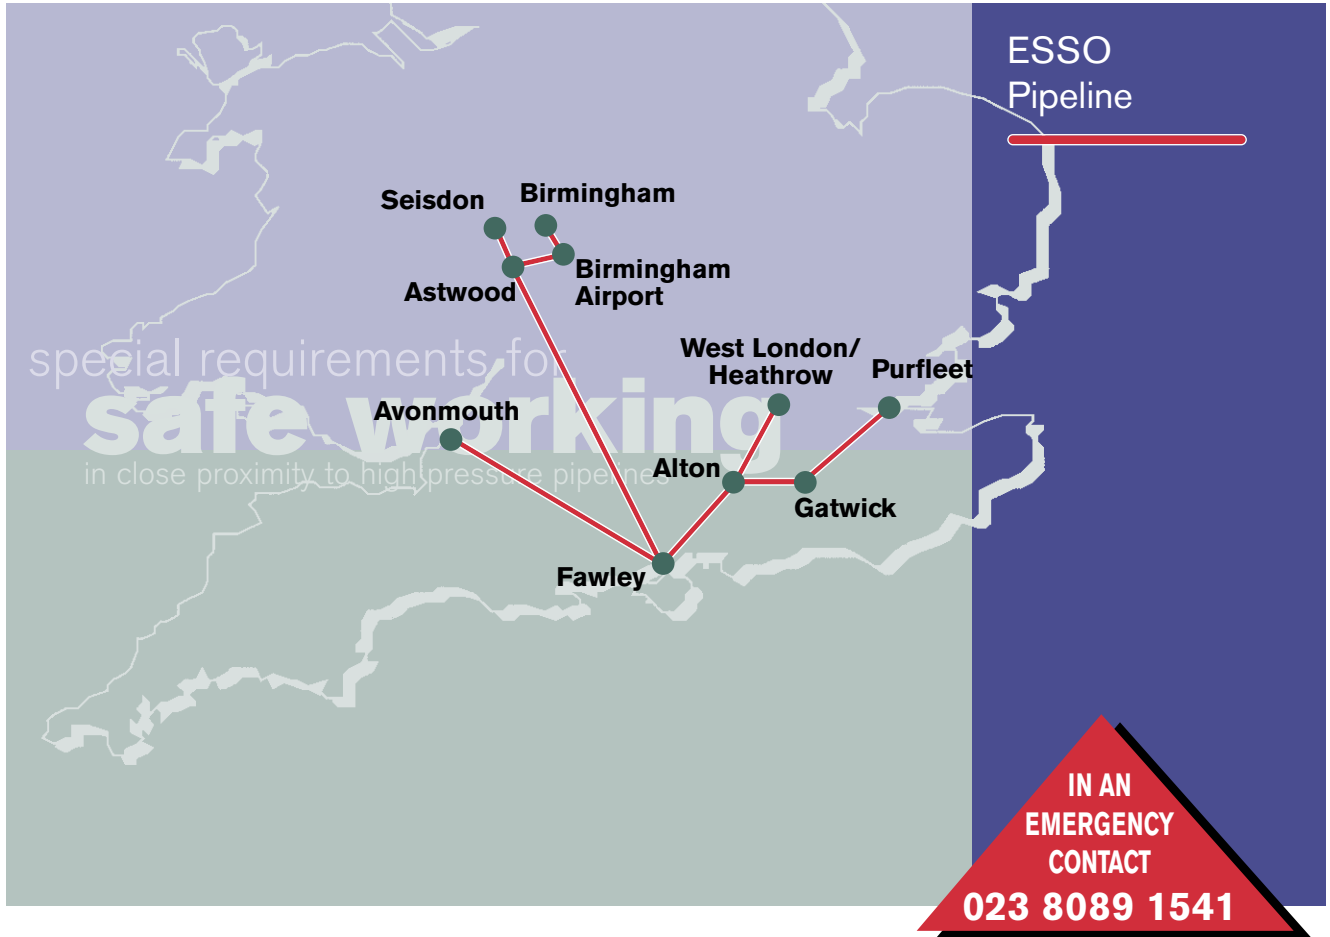 ESSO
Pipeline
Seisdon
Birmingham
Birmingham
Airport
Astwood
special requirements for
safe working
in close proximity to high pressure pipelines
West London/
Heathrow
Purfleet
Avonmouth
Alton
Gatwick
Fawley
IN AN
EMERGENCY
CONTACT
023 8089 1541